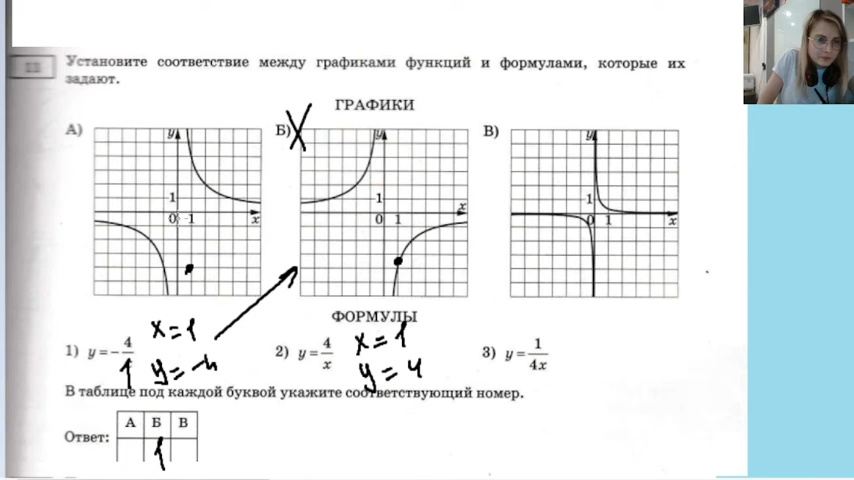 11
Установите соответствие между графиками функций и формулами, которые их
задают.
ГРАФИКИ
А) y 1 0 1 x
Б) y 1 0 1 x
В) y 1 0 1 x
ФОРМУЛЫ
1) y = -4/x
x = 1
y = -4
2) y = 4/x
x = 1
y = 4
3) y = 1/4x
В таблице под каждой буквой укажите соответствующий номер.
А Б В
Ответ: 1